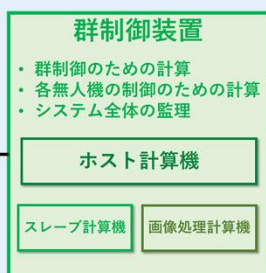 群制御装置
• 群制御のための計算
• 各無人機の制御のための計算
• システム全体の監理
ホスト計算機
スレーブ計算機 画像処理計算機